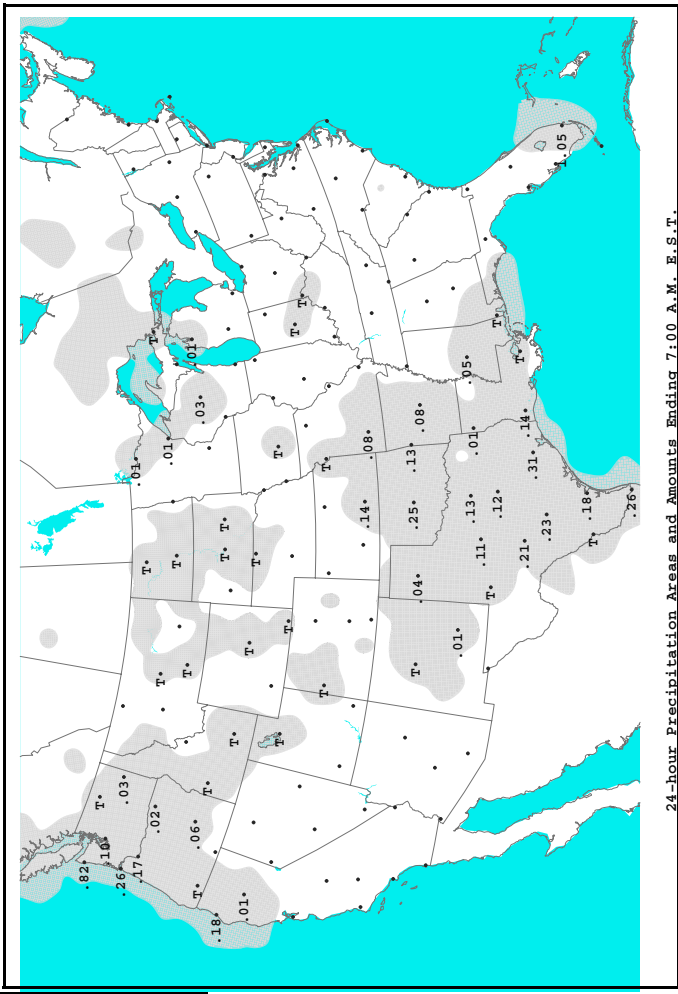 .82
T
.10
.26
.03
.17
.01
T
T
.02
T
.01
T
T
.01
.06
T
.03
T
.18
T
T
T
.01
T
T
T
T
T
T
T
T
T
.14
.08
.13
.25
T
.04
.08
.01
.05
.13
.01
.11
T
T
.12
T
.21
.14
.31
.23
1.05
.18
T
.26
24-hour Precipitation Areas and Amounts Ending 7:00 A.M. E.S.T.